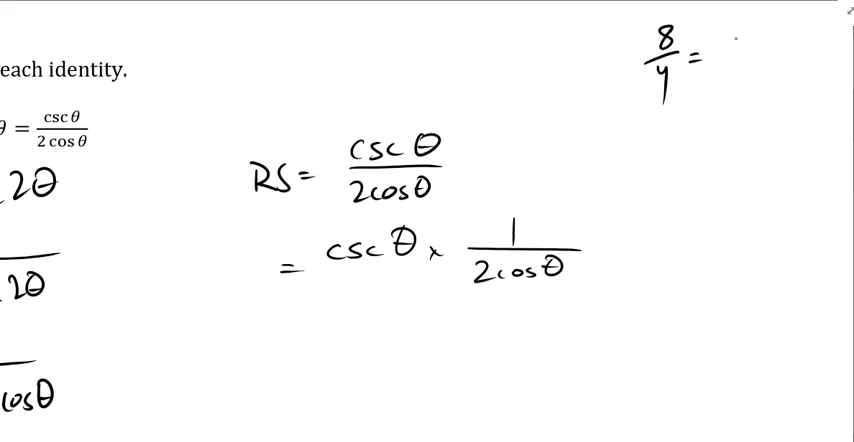 each identity.
θ = csc θ / 2 cos θ
2θ
2θ
cosθ
8/4 =
RS = cscθ / 2cosθ
= cscθ × 1 / 2cosθ